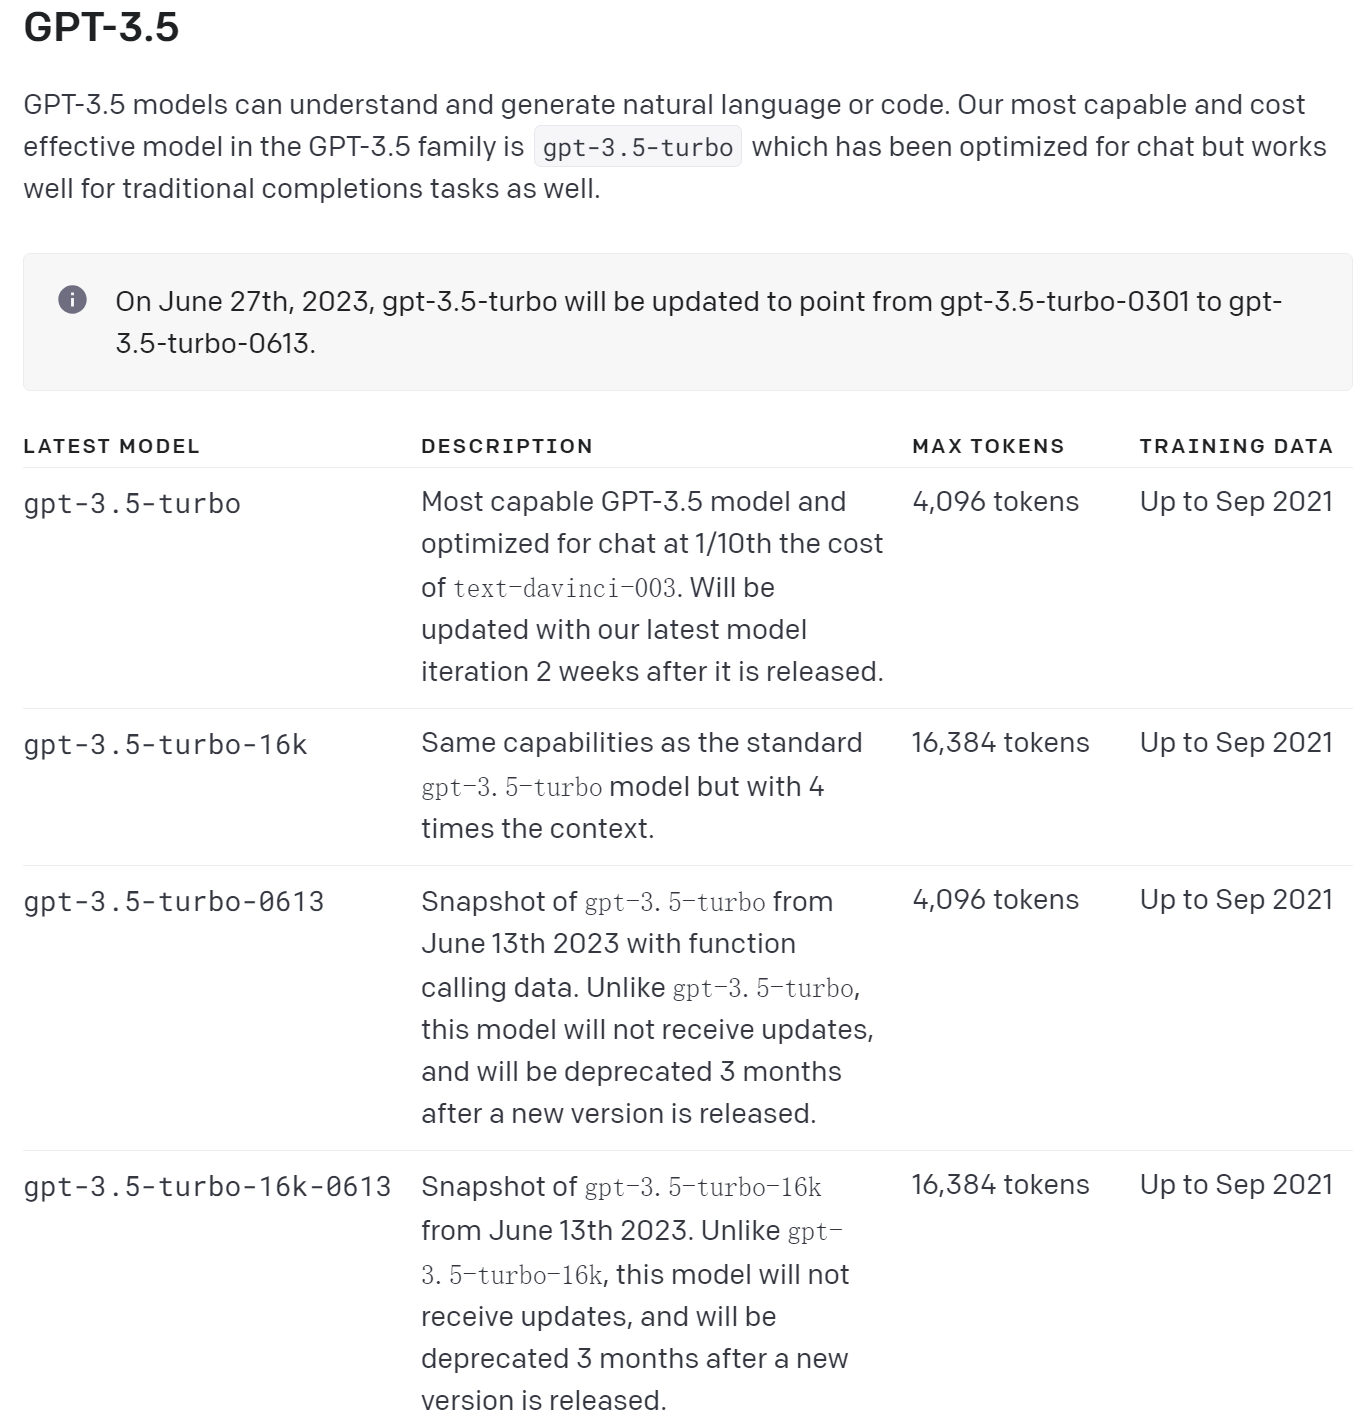 GPT-3.5
GPT-3.5 models can understand and generate natural language or code. Our most capable and cost
effective model in the GPT-3.5 family is gpt-3.5-turbo which has been optimized for chat but works
well for traditional completions tasks as well.
On June 27th, 2023, gpt-3.5-turbo will be updated to point from gpt-3.5-turbo-0301 to gpt-
3.5-turbo-0613.
LATEST MODEL DESCRIPTION MAX TOKENS TRAINING DATA
gpt-3.5-turbo Most capable GPT-3.5 model and 4,096 tokens Up to Sep 2021
optimized for chat at 1/10th the cost
of text-davinci-003. Will be
updated with our latest model
iteration 2 weeks after it is released.
gpt-3.5-turbo-16k Same capabilities as the standard 16,384 tokens Up to Sep 2021
gpt-3.5-turbo model but with 4
times the context.
gpt-3.5-turbo-0613 Snapshot of gpt-3.5-turbo from 4,096 tokens Up to Sep 2021
June 13th 2023 with function
calling data. Unlike gpt-3.5-turbo,
this model will not receive updates,
and will be deprecated 3 months
after a new version is released.
gpt-3.5-turbo-16k-0613 Snapshot of gpt-3.5-turbo-16k 16,384 tokens Up to Sep 2021
from June 13th 2023. Unlike gpt-
3.5-turbo-16k, this model will not
receive updates, and will be
deprecated 3 months after a new
version is released.